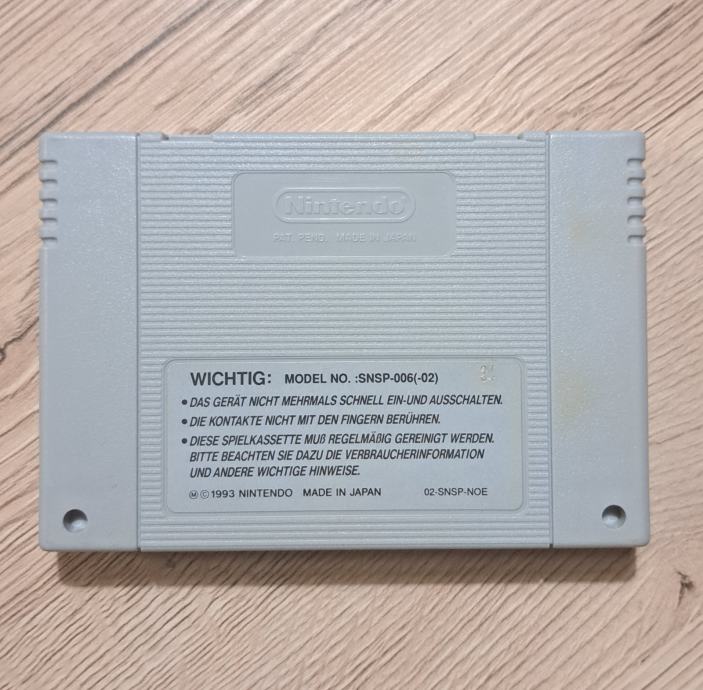 Nintendo
PAT. PEND. MADE IN JAPAN
WICHTIG: MODEL NO. :SNSP-006(-02)
• DAS GERÄT NICHT MEHRMALS SCHNELL EIN-UND AUSSCHALTEN.
• DIE KONTAKTE NICHT MIT DEN FINGERN BERÜHREN.
• DIESE SPIELKASSETTE MUß REGELMÄßIG GEREINIGT WERDEN.
BITTE BEACHTEN SIE DAZU DIE VERBRAUCHERINFORMATION
UND ANDERE WICHTIGE HINWEISE.
Ⓜ©1993 NINTENDO MADE IN JAPAN 02-SNSP-NOE